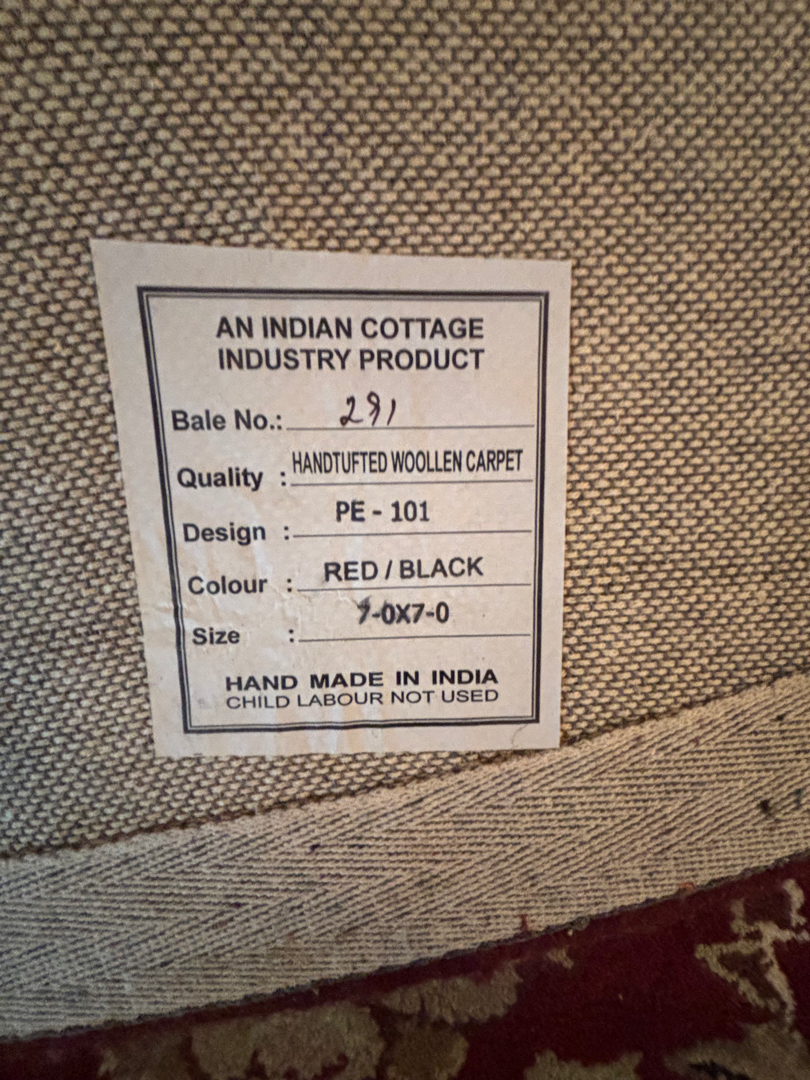 AN INDIAN COTTAGE
INDUSTRY PRODUCT
Bale No.: 291
Quality : HANDTUFTED WOOLLEN CARPET
Design : PE - 101
Colour : RED / BLACK
Size : 7-0X7-0
HAND MADE IN INDIA
CHILD LABOUR NOT USED